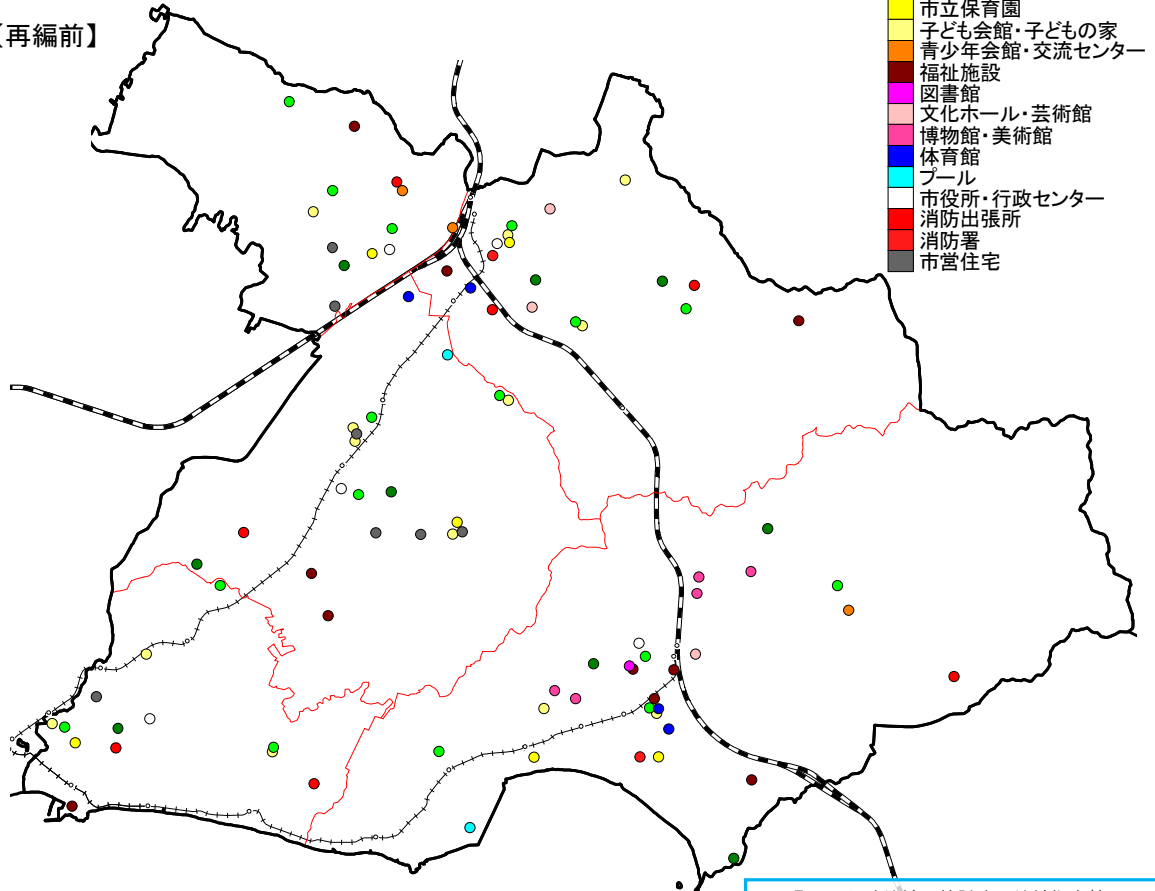 【再編前】
市立保育園
子ども会館・子どもの家
青少年会館・交流センター
福祉施設
図書館
文化ホール・芸術館
博物館・美術館
体育館
プール
市役所・行政センター
消防出張所
消防署
市営住宅